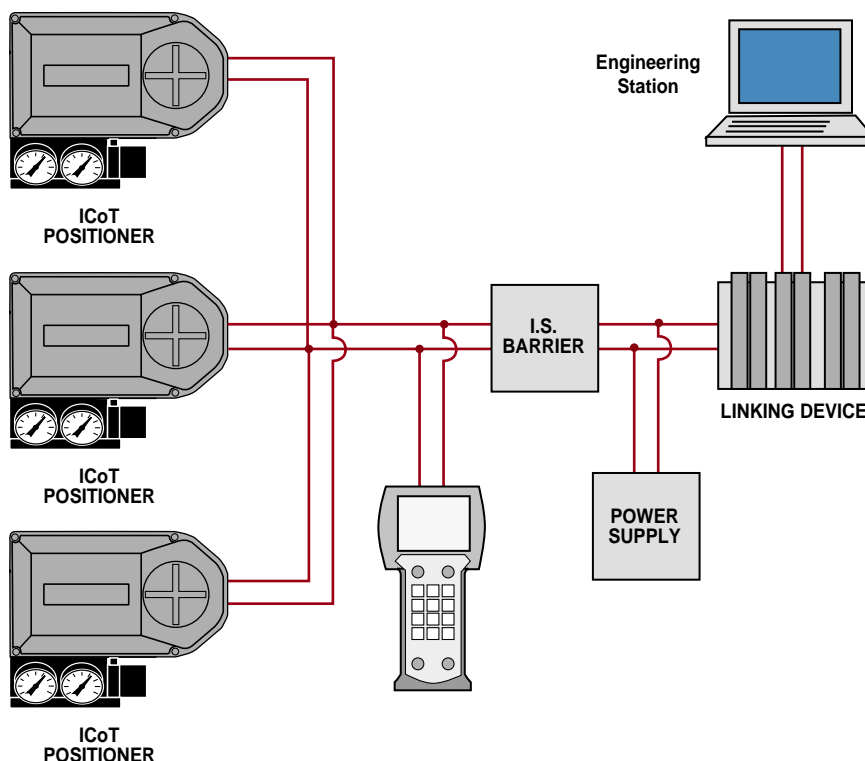 Engineering
Station
ICoT
POSITIONER
I.S.
BARRIER
LINKING DEVICE
ICoT
POSITIONER
POWER
SUPPLY
ICoT
POSITIONER